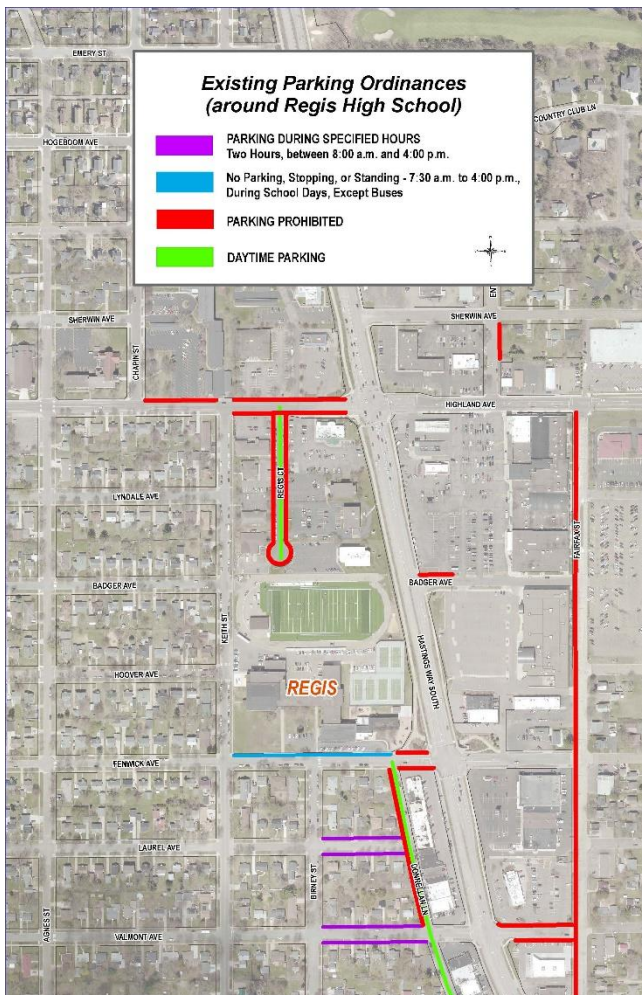 EMERY ST
Existing Parking Ordinances
(around Regis High School)
COUNTRY CLUB LN
HOGEBOOM AVE
PARKING DURING SPECIFIED HOURS
Two Hours, between 8:00 a.m. and 4:00 p.m.
No Parking, Stopping, or Standing - 7:30 a.m. to 4:00 p.m.,
During School Days, Except Buses
PARKING PROHIBITED
DAYTIME PARKING
ENT
SHERWIN AVE
SHERWIN AVE
CHAPIN ST
HIGHLAND AVE
LYNDALE AVE
REGIS CT
FAIRFAX ST
BADGER AVE
BADGER AVE
KEITH ST
HASTINGS WAY SOUTH
HOOVER AVE
REGIS
FENWICK AVE
LAUREL AVE
BIRNEY ST
DONNELLAN LN
AGNES ST
VALMONT AVE